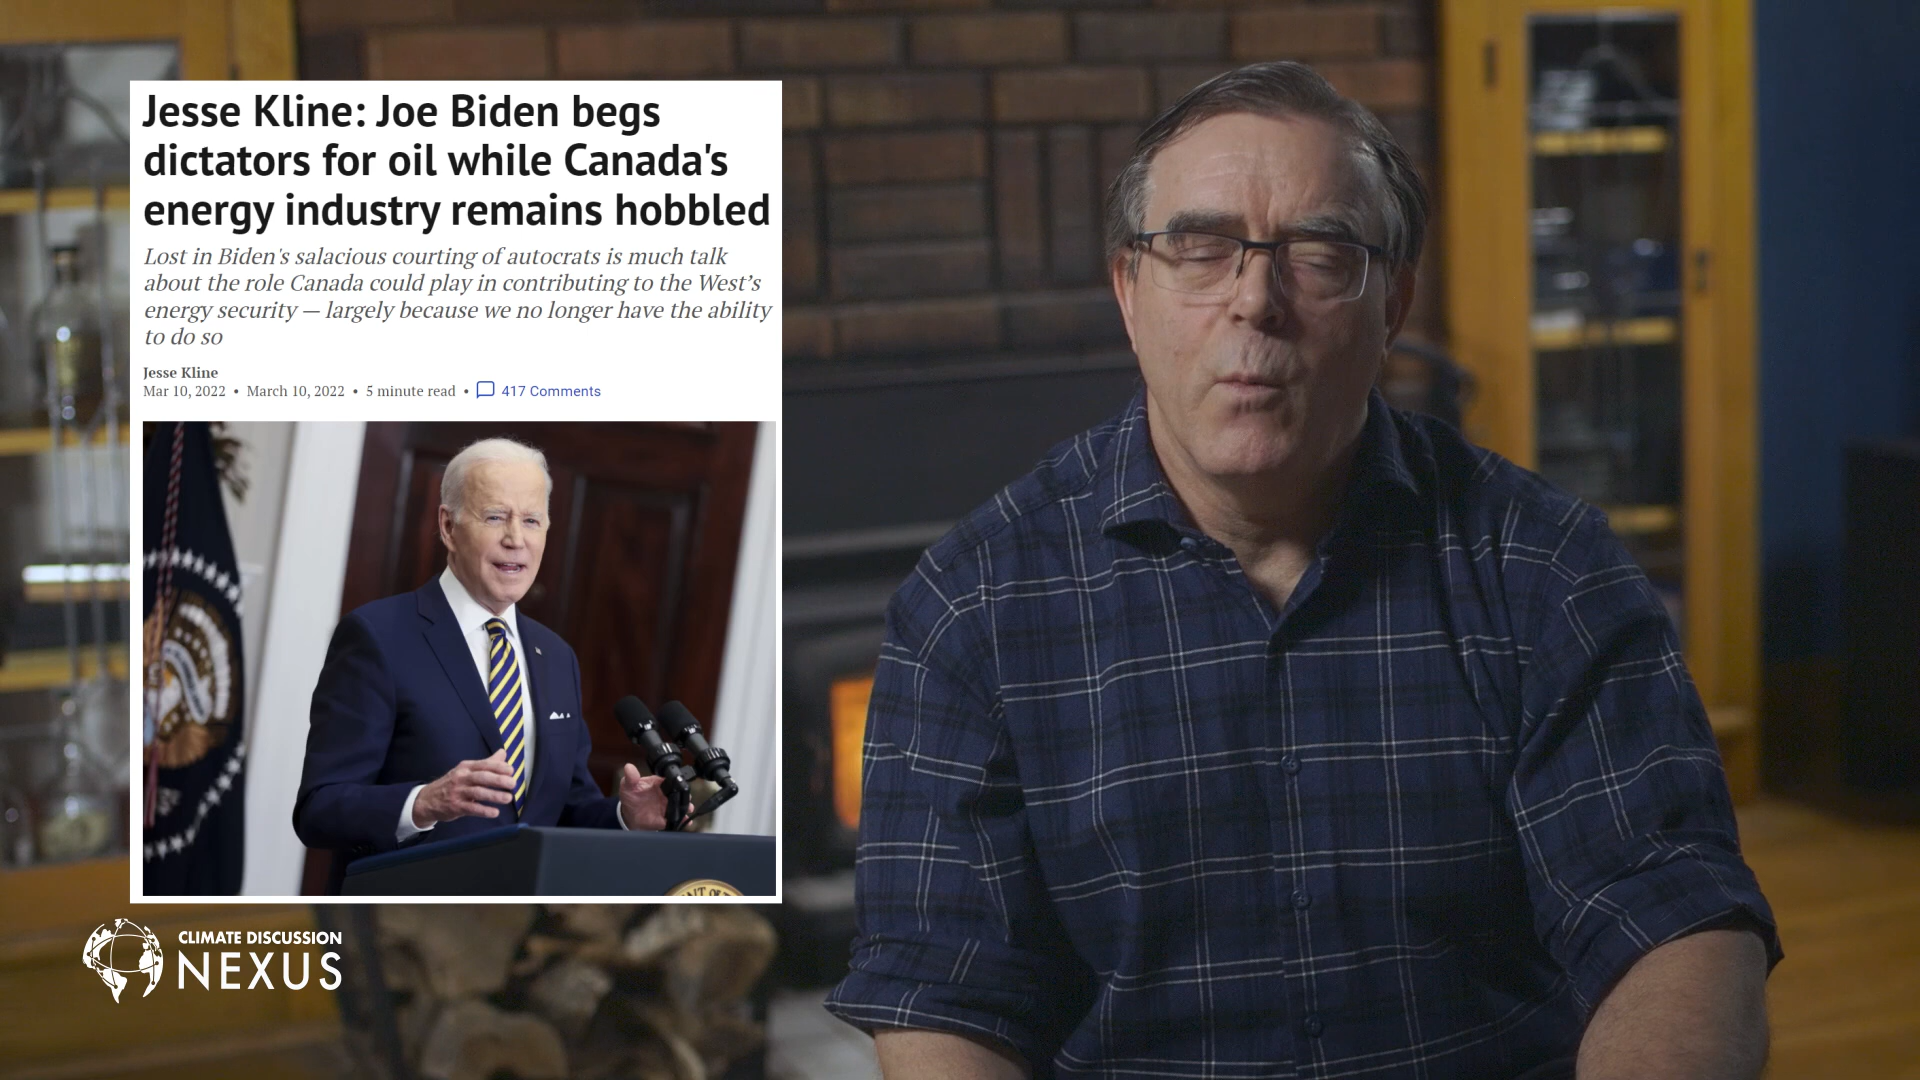 Jesse Kline: Joe Biden begs
dictators for oil while Canada's
energy industry remains hobbled
Lost in Biden's salacious courting of autocrats is much talk
about the role Canada could play in contributing to the West’s
energy security — largely because we no longer have the ability
to do so
Jesse Kline
Mar 10, 2022 • March 10, 2022 • 5 minute read • 417 Comments
NT OF
CLIMATE DISCUSSION
NEXUS